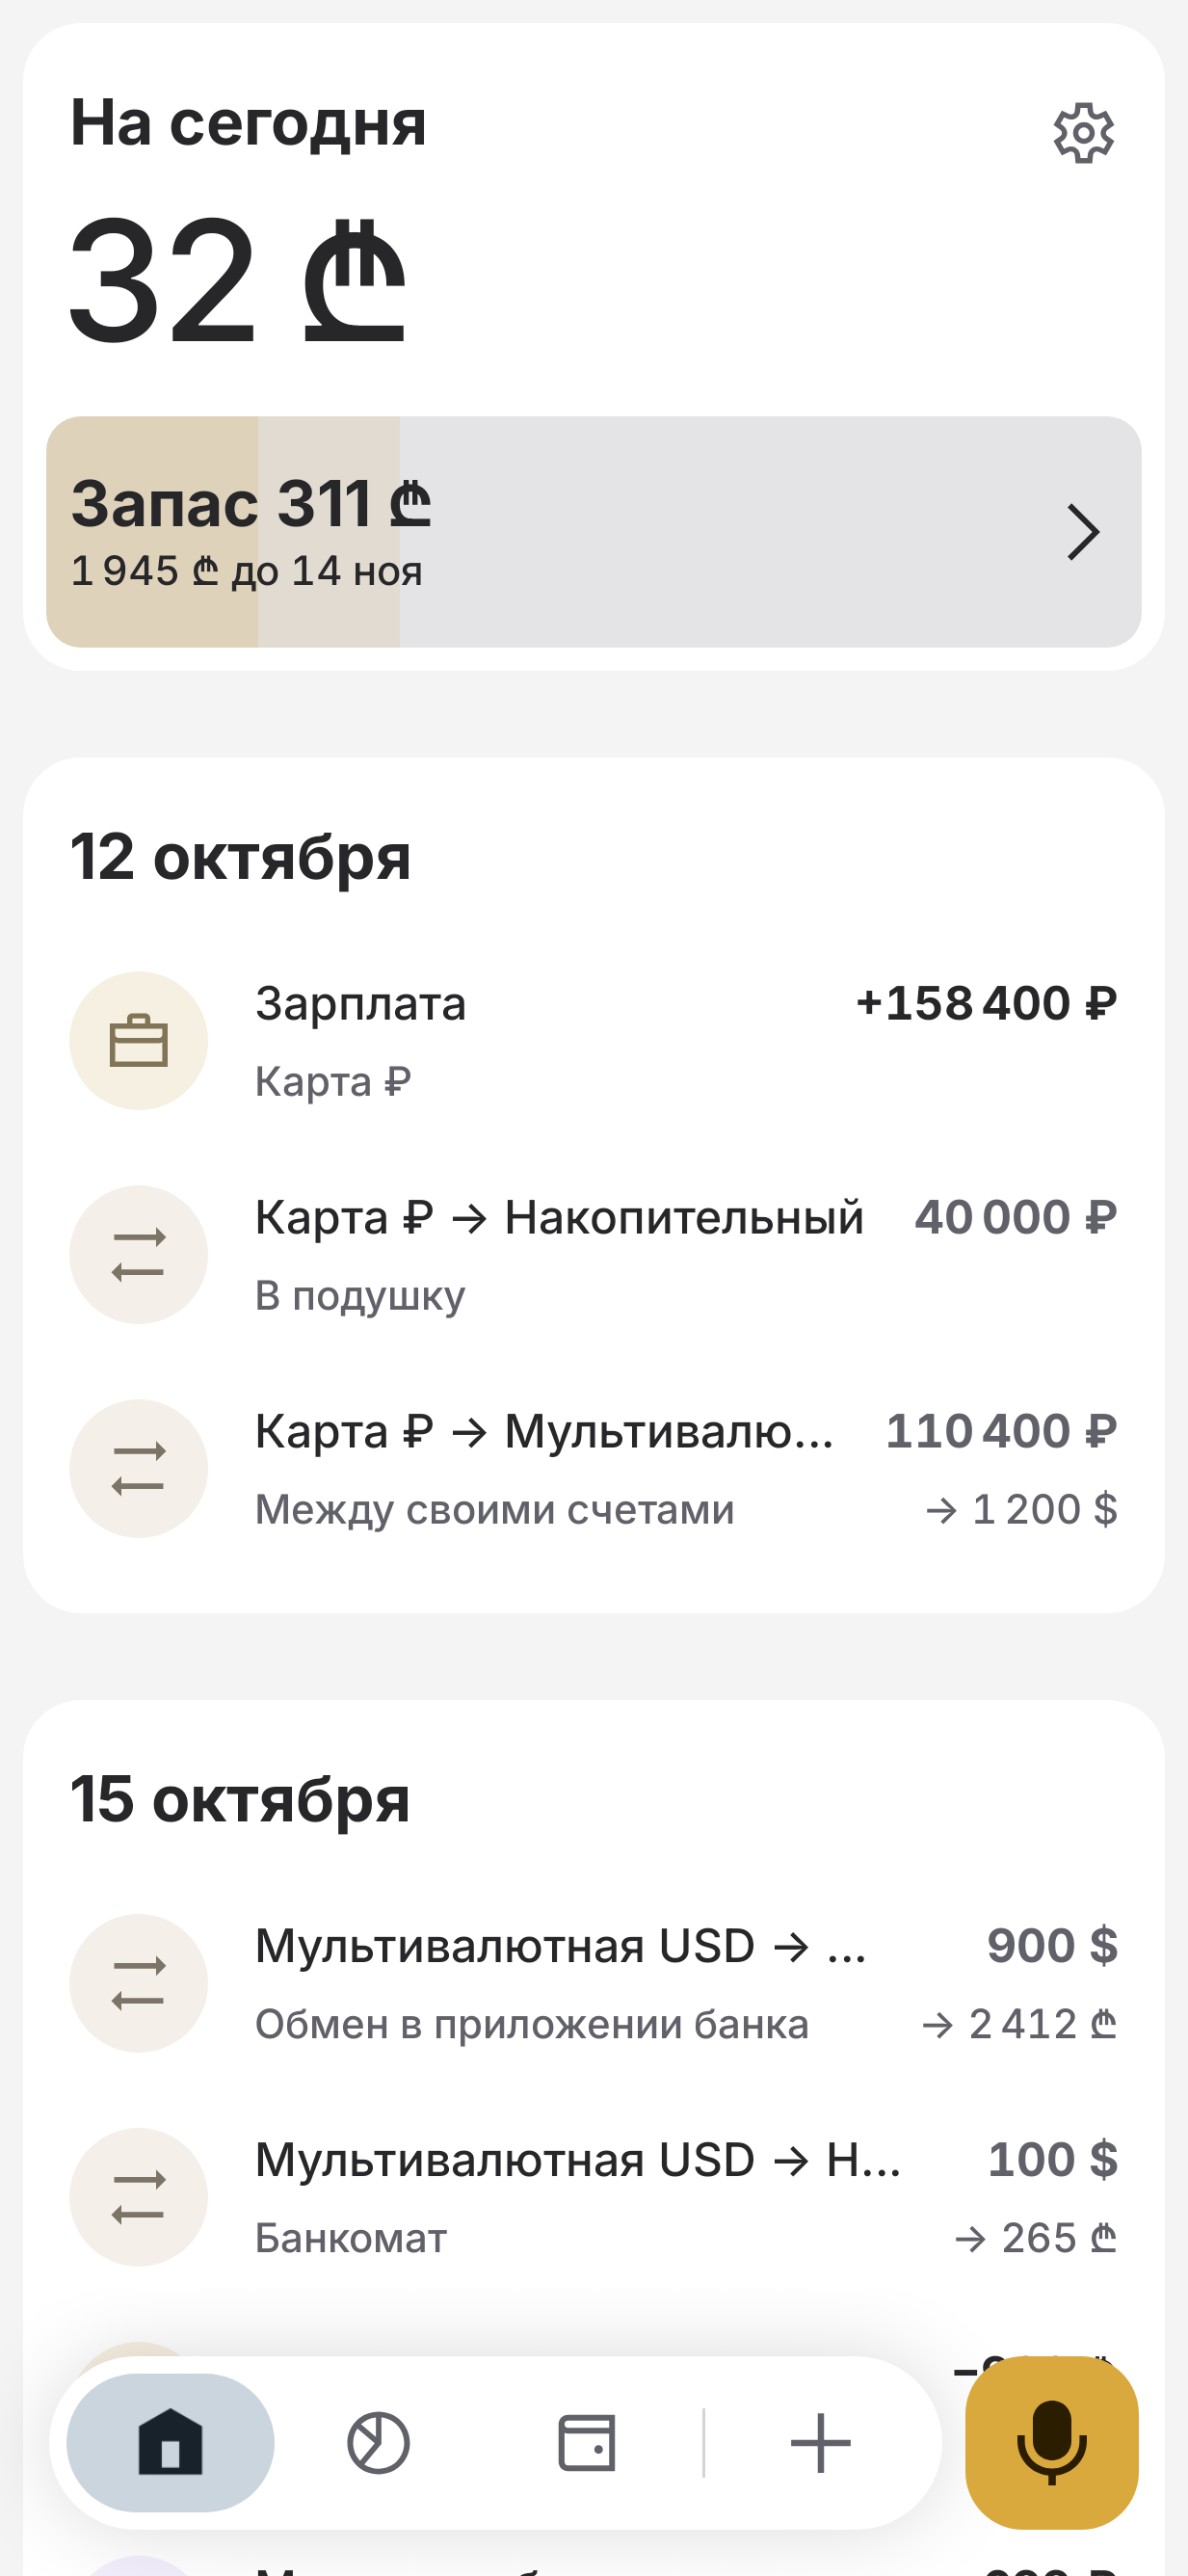 На сегодня
32 ₾
Запас 311 ₾
1 945 ₾ до 14 ноя
12 октября
Зарплата +158 400 ₽
Карта ₽
Карта ₽ → Накопительный 40 000 ₽
В подушку
Карта ₽ → Мультивалю... 110 400 ₽
Между своими счетами → 1 200 $
15 октября
Мультивалютная USD → ... 900 $
Обмен в приложении банка → 2 412 ₾
Мультивалютная USD → Н... 100 $
Банкомат → 265 ₾